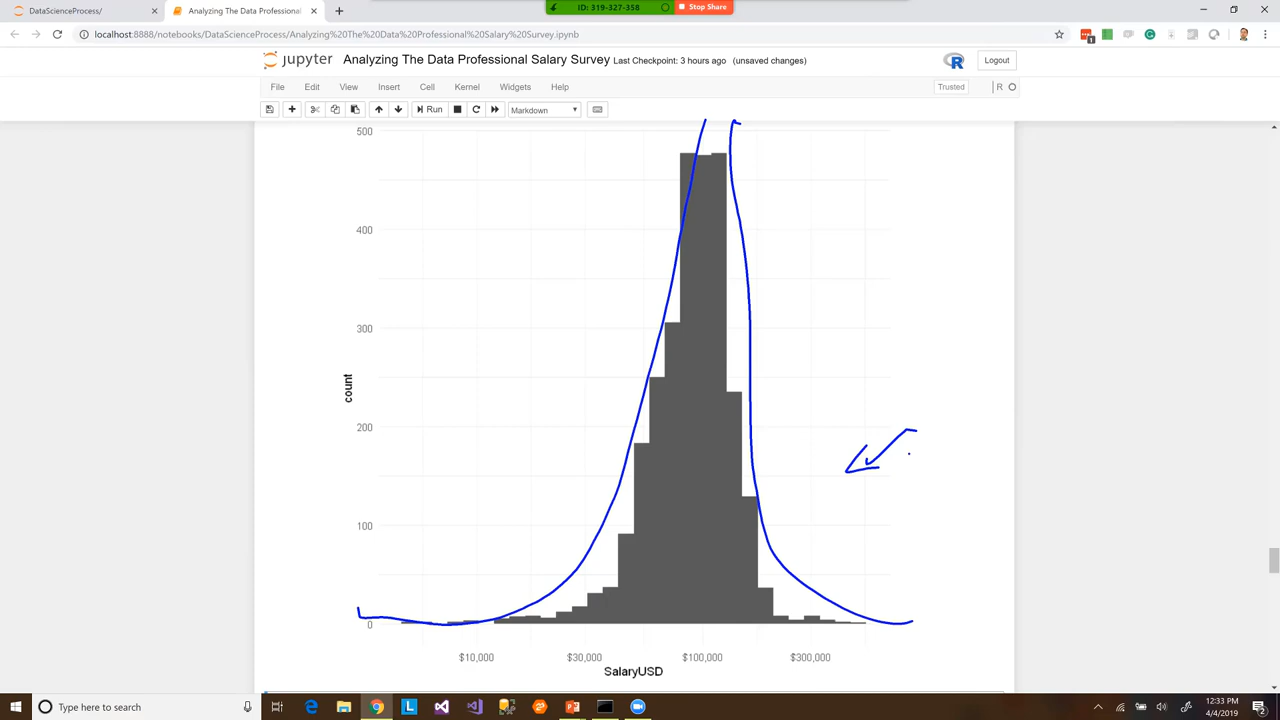 DataScienceProcess/
Analyzing The Data Professional
ID: 319-327-358
Stop Share
localhost:8888/notebooks/DataScienceProcess/Analyzing%20The%20Data%20Professional%20Salary%20Survey.ipynb
1
jupyter Analyzing The Data Professional Salary Survey Last Checkpoint: 3 hours ago (unsaved changes)
R
Logout
File Edit View Insert Cell Kernel Widgets Help
Trusted
R
Run
Markdown
500
400
300
200
100
0
count
$10,000 $30,000 $100,000 $300,000
SalaryUSD
Type here to search
12:33 PM
4/4/2019